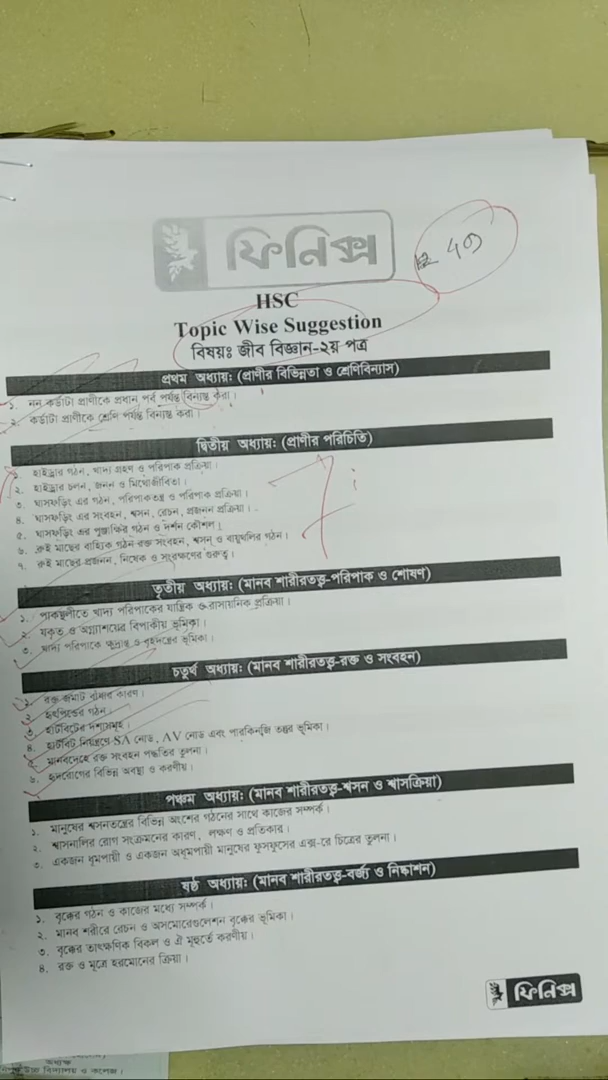 ফিনিক্স
49
HSC
Topic Wise Suggestion
বিষয়ঃ জীব বিজ্ঞান-২য় পত্র
প্রথম অধ্যায়: (প্রাণীর বিভিন্নতা ও শ্রেণিবিন্যাস)
১. নন কর্ডাটা প্রাণীকে প্রধান পর্ব পর্যন্ত বিন্যস্ত করা।
২. কর্ডাটা প্রাণীকে শ্রেণি পর্যন্ত বিন্যস্ত করা।
দ্বিতীয় অধ্যায়: (প্রাণীর পরিচিতি)
১. হাইড্রার গঠন, খাদ্য গ্রহণ ও পরিপাক প্রক্রিয়া।
২. হাইড্রার চলন, জনন ও মিথোজীবিতা।
৩. ঘাসফড়িং এর গঠন, পরিপাকতন্ত্র ও পরিপাক প্রক্রিয়া।
৪. ঘাসফড়িং এর সংবহন, শ্বসন, রেচন, প্রজনন প্রক্রিয়া।
৫. ঘাসফড়িং এর পুঞ্জাক্ষির গঠন ও দর্শন কৌশল।
৬. রুই মাছের বাহ্যিক গঠন রক্ত সংবহন, শ্বসন ও বায়ুথলির গঠন।
৭. রুই মাছের প্রজনন, নিষেক ও সংরক্ষণের গুরুত্ব।
তৃতীয় অধ্যায়: (মানব শারীরতত্ত্ব-পরিপাক ও শোষণ)
১. পাকস্থলীতে খাদ্য পরিপাকের যান্ত্রিক ও রাসায়নিক প্রক্রিয়া।
২. যকৃত ও অগ্ন্যাশয়ের বিপাকীয় ভূমিকা।
৩. খাদ্য পরিপাকে ক্ষুদ্রান্ত্র ও বৃহদন্ত্রের ভূমিকা।
চতুর্থ অধ্যায়: (মানব শারীরতত্ত্ব-রক্ত ও সংবহন)
১. রক্ত জমাট বাঁধার কারণ।
২. হৃৎপিন্ডের গঠন।
৩. হার্টবিটের দশাসমূহ।
৪. হার্টবিট নিয়ন্ত্রণে SA নোড, AV নোড এবং পারকিনজি তন্তুর ভূমিকা।
৫. মানবদেহে রক্ত সংবহন পদ্ধতির তুলনা।
৬. হৃদরোগের বিভিন্ন অবস্থা ও করণীয়।
পঞ্চম অধ্যায়: (মানব শারীরতত্ত্ব-শ্বসন ও শ্বাসক্রিয়া)
১. মানুষের শ্বসনতন্ত্রের বিভিন্ন অংশের গঠনের সাথে কাজের সম্পর্ক।
২. শ্বাসনালির রোগ সংক্রমনের কারণ, লক্ষণ ও প্রতিকার।
৩. একজন ধূমপায়ী ও একজন অধূমপায়ী মানুষের ফুসফুসের এক্স-রে চিত্রের তুলনা।
ষষ্ঠ অধ্যায়: (মানব শারীরতত্ত্ব-বর্জ্য ও নিষ্কাশন)
১. বৃক্কের গঠন ও কাজের মধ্যে সম্পর্ক।
২. মানব শরীরে রেচন ও অসমোরেগুলেশন বৃক্কের ভূমিকা।
৩. বৃক্কের তাৎক্ষণিক বিকল ও ঐ মূহুর্তে করণীয়।
৪. রক্ত ও মূত্রে হরমোনের ক্রিয়া।
ফিনিক্স
অধ্যক্ষ
উচ্চ বিদ্যালয় ও কলেজ।